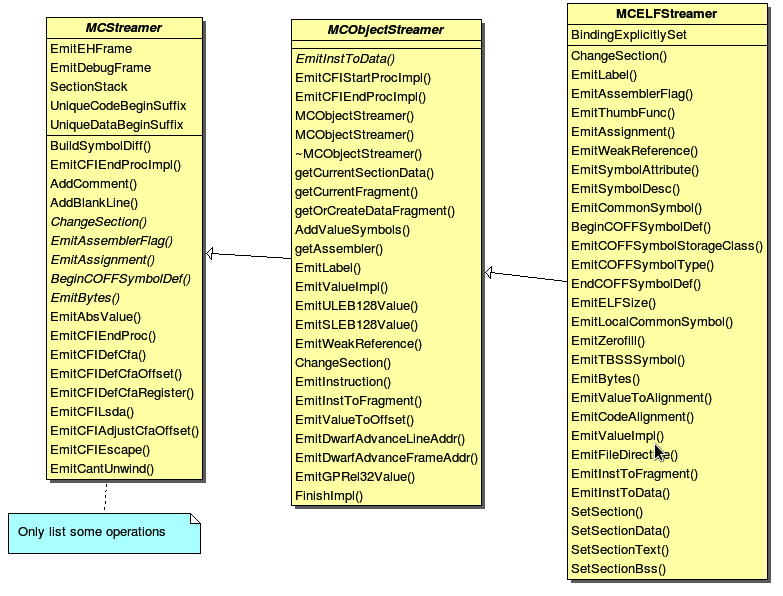 MCStreamer
EmitEHFrame
EmitDebugFrame
SectionStack
UniqueCodeBeginSuffix
UniqueDataBeginSuffix
BuildSymbolDiff()
EmitCFIEndProcImpl()
AddComment()
AddBlankLine()
ChangeSection()
EmitAssemblerFlag()
EmitAssignment()
BeginCOFFSymbolDef()
EmitBytes()
EmitAbsValue()
EmitCFIEndProc()
EmitCFIDefCfa()
EmitCFIDefCfaOffset()
EmitCFIDefCfaRegister()
EmitCFILsda()
EmitCFIAdjustCfaOffset()
EmitCFIEscape()
EmitCantUnwind()
Only list some operations
MCObjectStreamer
EmitInstToData()
EmitCFIStartProcImpl()
EmitCFIEndProcImpl()
MCObjectStreamer()
MCObjectStreamer()
~MCObjectStreamer()
getCurrentSectionData()
getCurrentFragment()
getOrCreateDataFragment()
AddValueSymbols()
getAssembler()
EmitLabel()
EmitValueImpl()
EmitULEB128Value()
EmitSLEB128Value()
EmitWeakReference()
ChangeSection()
EmitInstruction()
EmitInstToFragment()
EmitValueToOffset()
EmitDwarfAdvanceLineAddr()
EmitDwarfAdvanceFrameAddr()
EmitGPRel32Value()
FinishImpl()
MCELFStreamer
BindingExplicitlySet
ChangeSection()
EmitLabel()
EmitAssemblerFlag()
EmitThumbFunc()
EmitAssignment()
EmitWeakReference()
EmitSymbolAttribute()
EmitSymbolDesc()
EmitCommonSymbol()
BeginCOFFSymbolDef()
EmitCOFFSymbolStorageClass()
EmitCOFFSymbolType()
EndCOFFSymbolDef()
EmitELFSize()
EmitLocalCommonSymbol()
EmitZerofill()
EmitTBSSSymbol()
EmitBytes()
EmitValueToAlignment()
EmitCodeAlignment()
EmitValueImpl()
EmitFileDirective()
EmitInstToFragment()
EmitInstToData()
SetSection()
SetSectionData()
SetSectionText()
SetSectionBss()